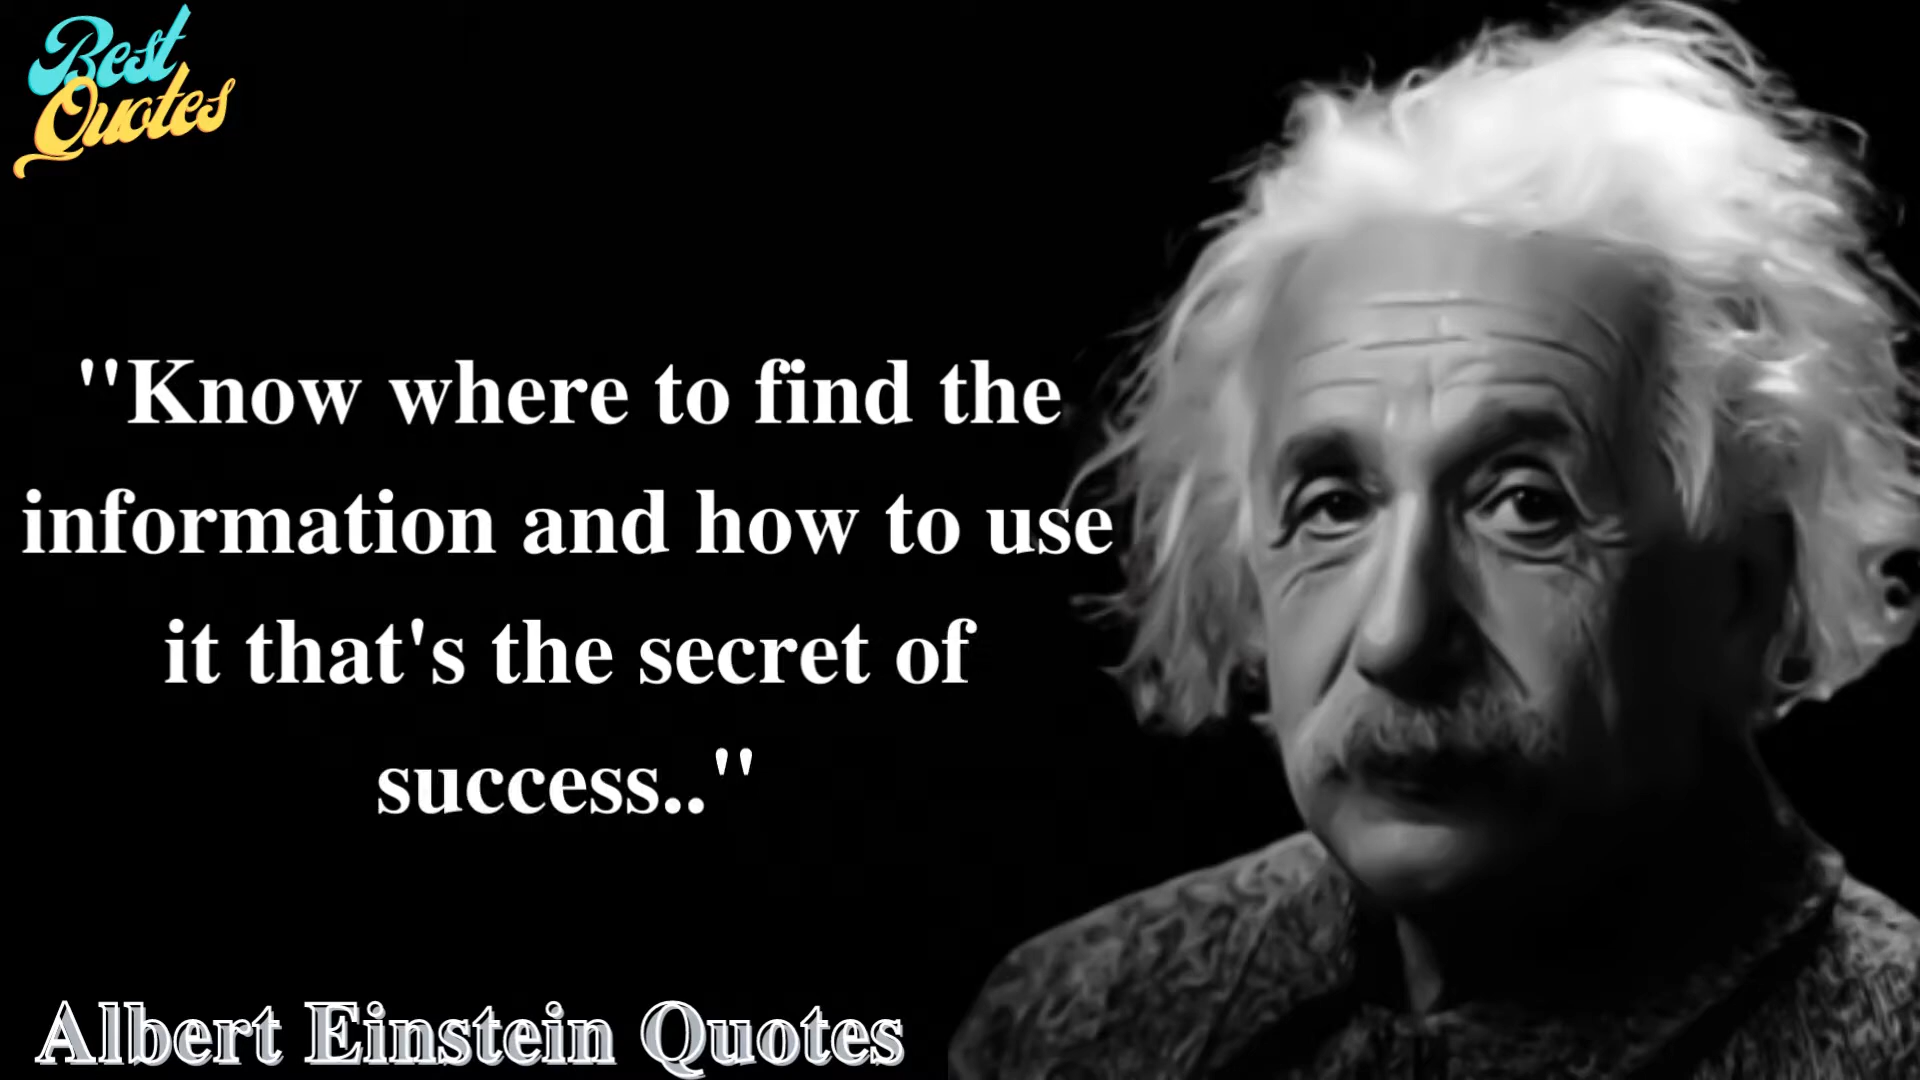 Best
Quotes
"Know where to find the
information and how to use
it that's the secret of
success.."
Albert Einstein Quotes